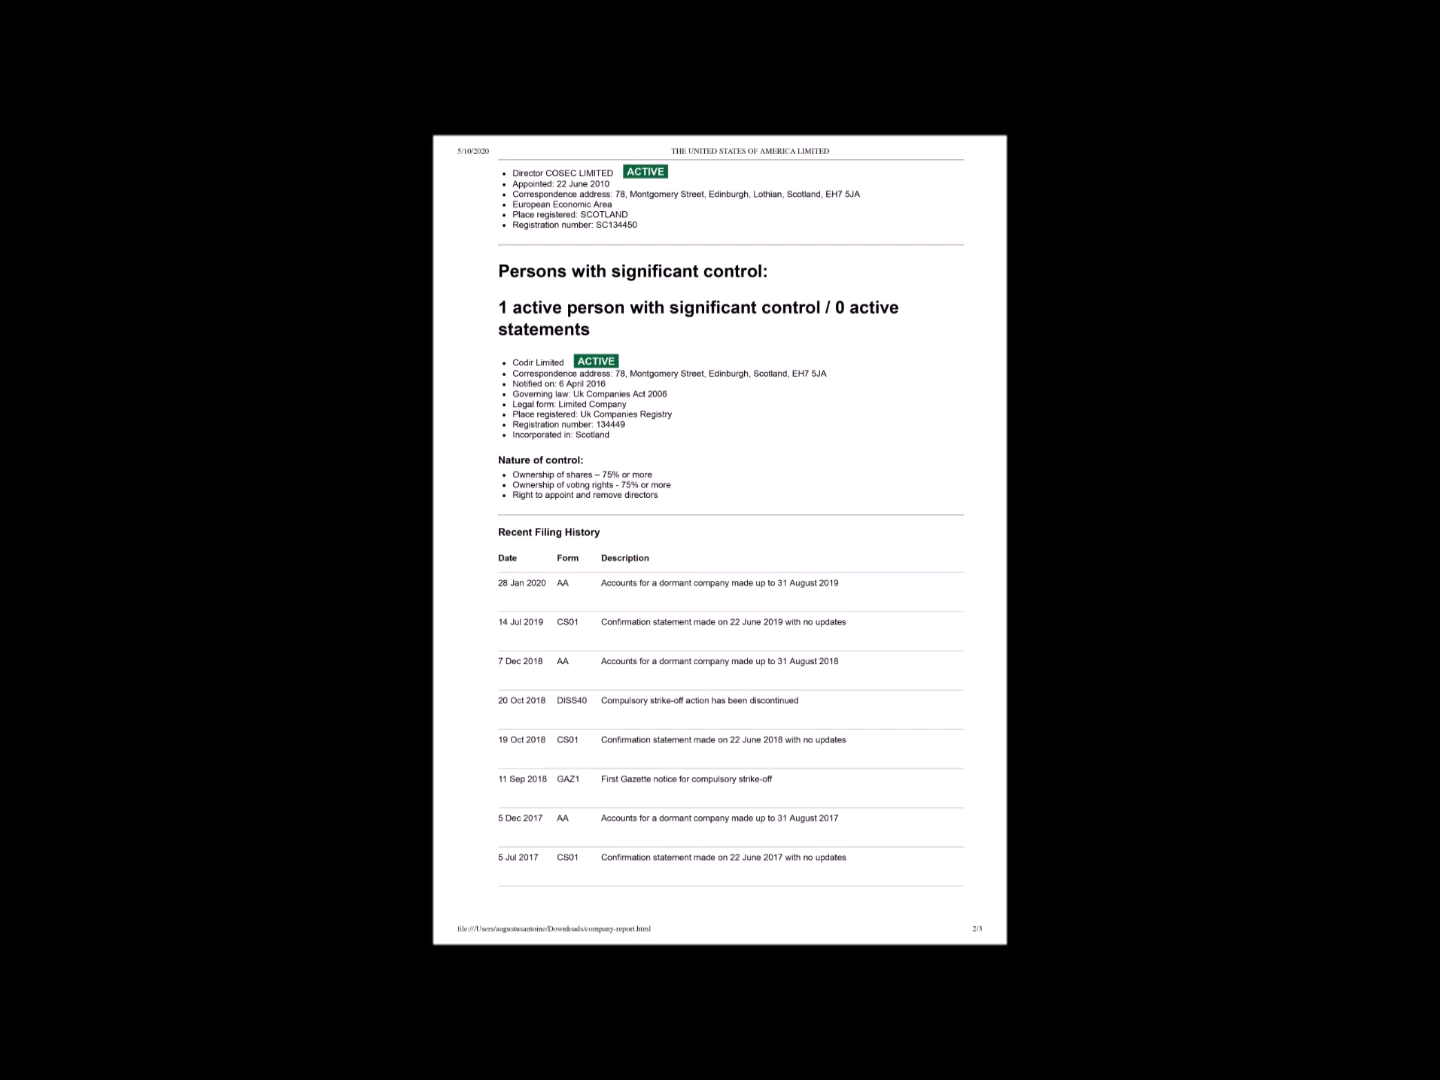 5/10/2020 THE UNITED STATES OF AMERICA LIMITED
• Director COSEC LIMITED ACTIVE
• Appointed: 22 June 2010
• Correspondence address: 78, Montgomery Street, Edinburgh, Lothian, Scotland, EH7 5JA
• European Economic Area
• Place registered: SCOTLAND
• Registration number: SC134450
Persons with significant control:
1 active person with significant control / 0 active
statements
• Codir Limited ACTIVE
• Correspondence address: 78, Montgomery Street, Edinburgh, Scotland, EH7 5JA
• Notified on: 6 April 2016
• Governing law: Uk Companies Act 2006
• Legal form: Limited Company
• Place registered: Uk Companies Registry
• Registration number: 134449
• Incorporated in: Scotland
Nature of control:
• Ownership of shares – 75% or more
• Ownership of voting rights - 75% or more
• Right to appoint and remove directors
Recent Filing History
Date Form Description
28 Jan 2020 AA Accounts for a dormant company made up to 31 August 2019
14 Jul 2019 CS01 Confirmation statement made on 22 June 2019 with no updates
7 Dec 2018 AA Accounts for a dormant company made up to 31 August 2018
20 Oct 2018 DISS40 Compulsory strike-off action has been discontinued
19 Oct 2018 CS01 Confirmation statement made on 22 June 2018 with no updates
11 Sep 2018 GAZ1 First Gazette notice for compulsory strike-off
5 Dec 2017 AA Accounts for a dormant company made up to 31 August 2017
5 Jul 2017 CS01 Confirmation statement made on 22 June 2017 with no updates
file:///Users/augustusantoine/Downloads/company-report.html 2/3